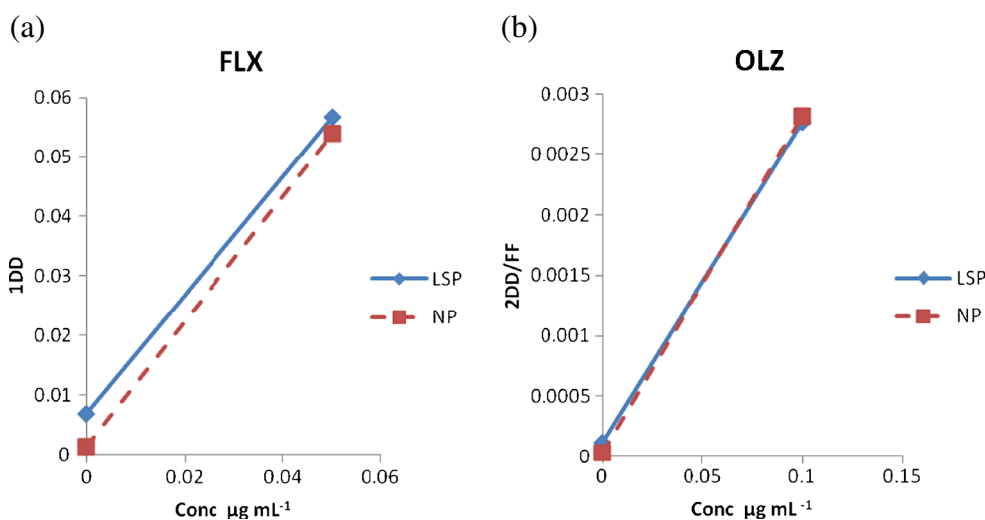 (a)
FLX
0.06
0.05
0.04
0.03
0.02
0.01
0
1DD
0
0.02
0.04
0.06
Conc µg mL⁻¹
LSP
NP
(b)
OLZ
0.003
0.0025
0.002
0.0015
0.001
0.0005
0
2DD/FF
0
0.05
0.1
0.15
Conc µg mL⁻¹
LSP
NP